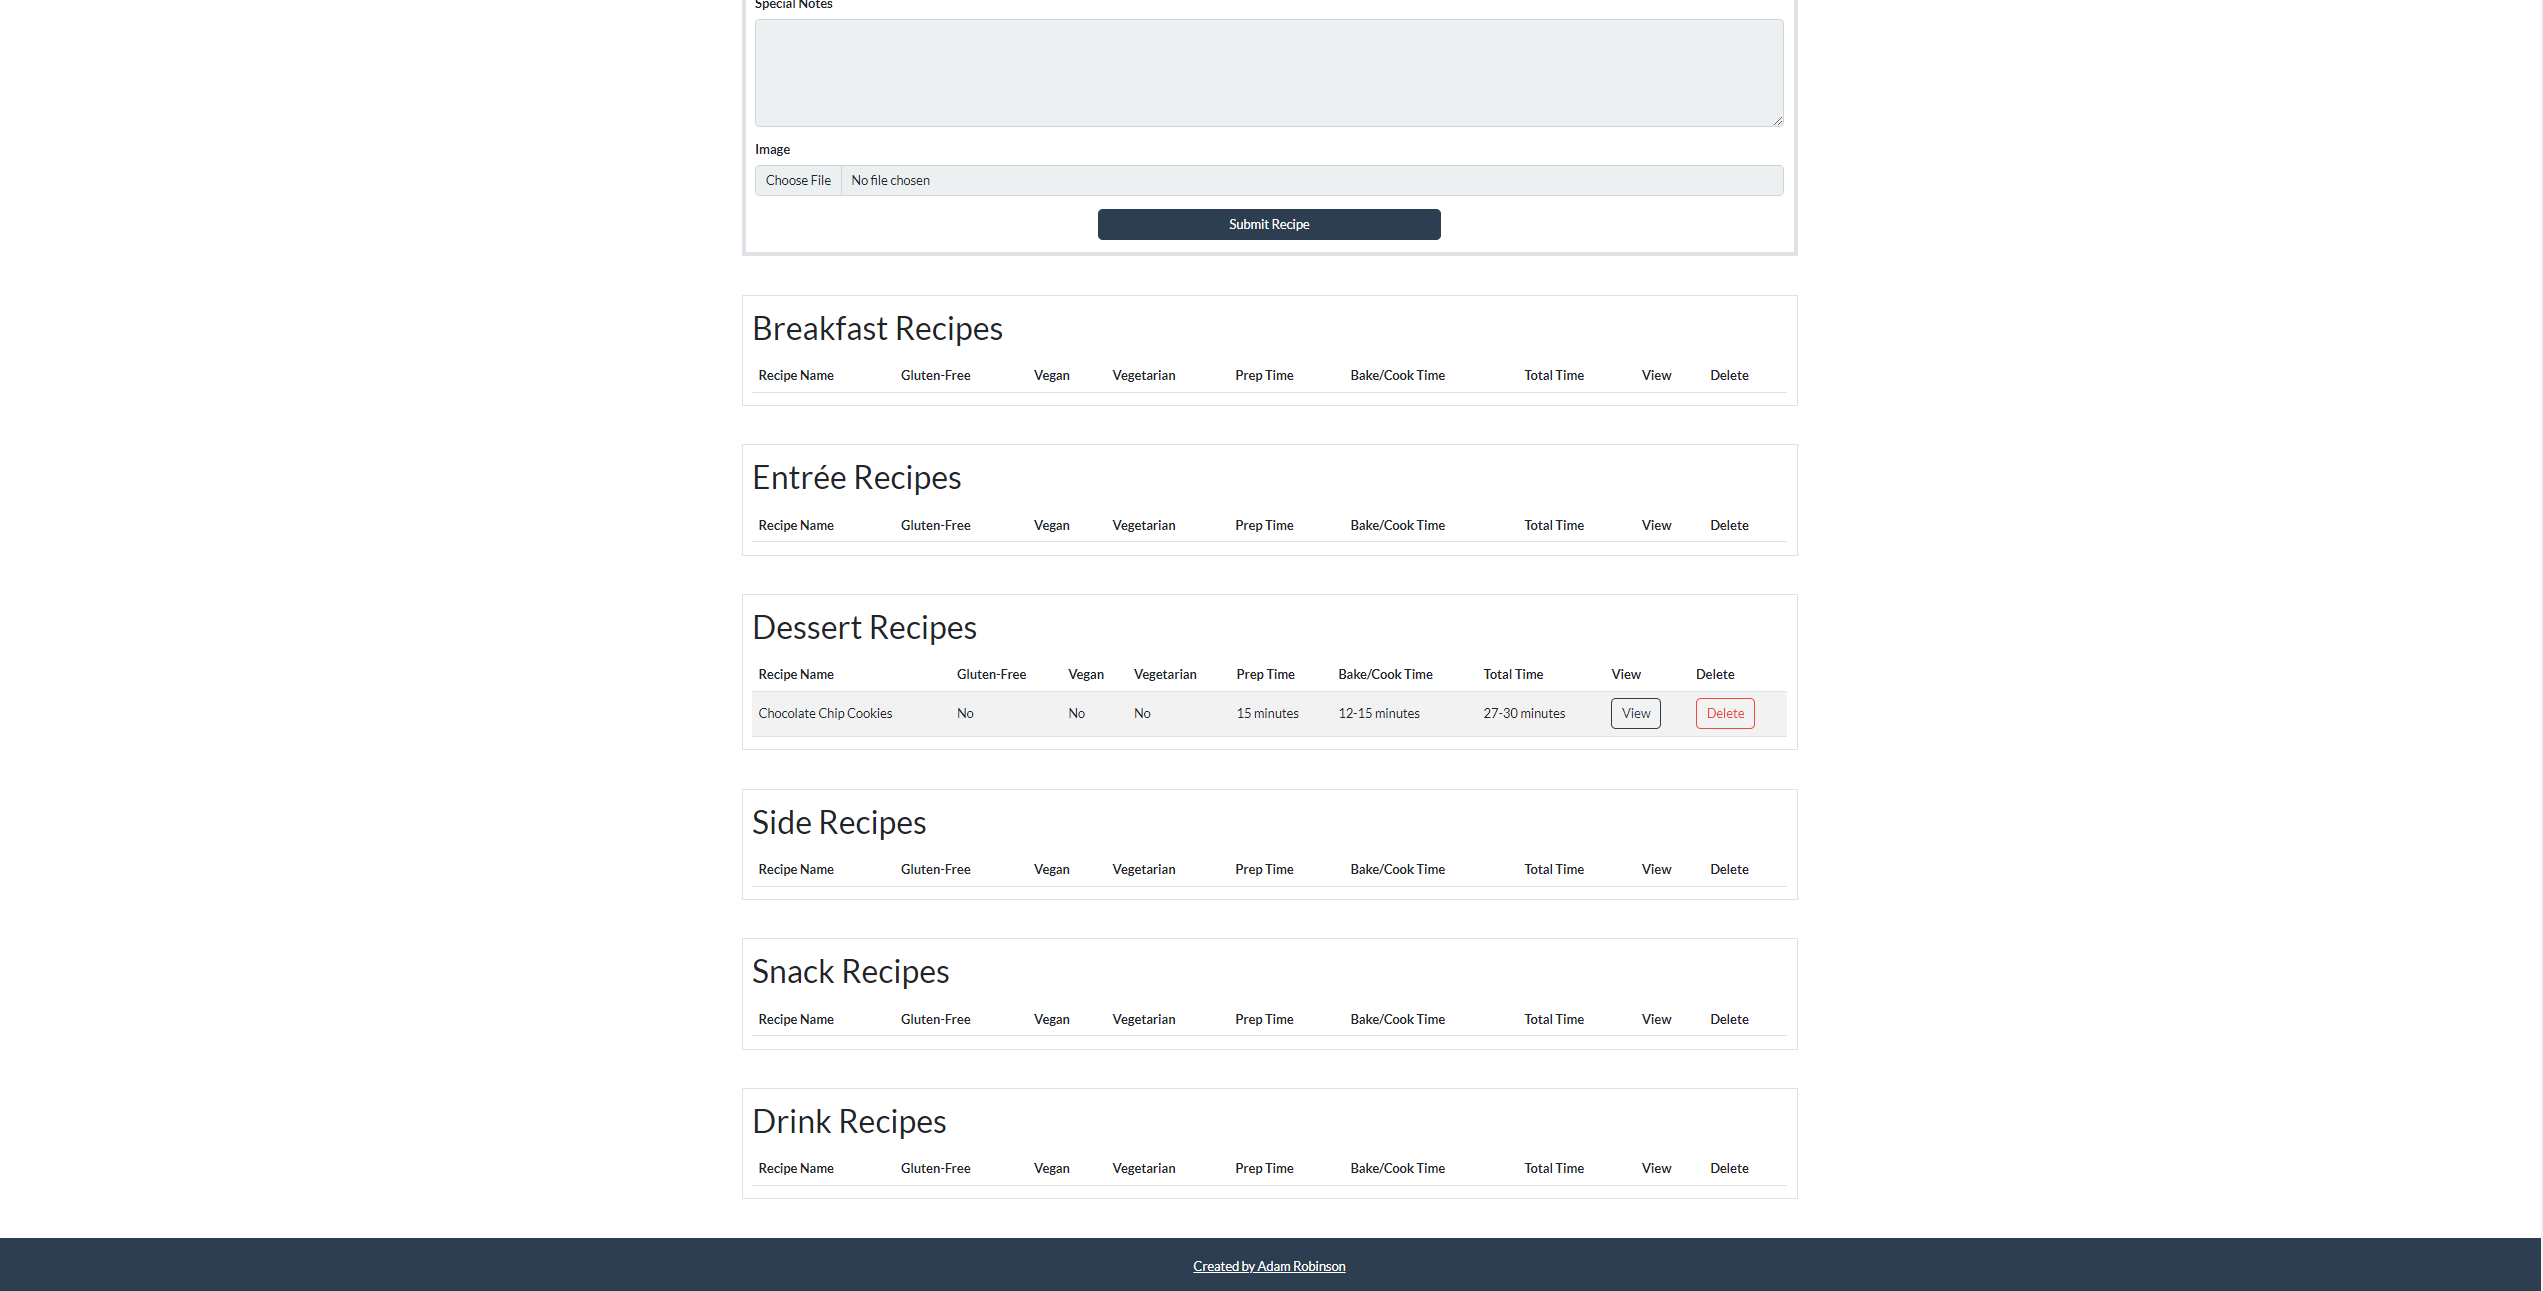 Special Notes
Image
Choose File No file chosen
Submit Recipe
Breakfast Recipes
Recipe Name Gluten-Free Vegan Vegetarian Prep Time Bake/Cook Time Total Time View Delete
Entrée Recipes
Recipe Name Gluten-Free Vegan Vegetarian Prep Time Bake/Cook Time Total Time View Delete
Dessert Recipes
Recipe Name Gluten-Free Vegan Vegetarian Prep Time Bake/Cook Time Total Time View Delete
Chocolate Chip Cookies No No No 15 minutes 12-15 minutes 27-30 minutes View Delete
Side Recipes
Recipe Name Gluten-Free Vegan Vegetarian Prep Time Bake/Cook Time Total Time View Delete
Snack Recipes
Recipe Name Gluten-Free Vegan Vegetarian Prep Time Bake/Cook Time Total Time View Delete
Drink Recipes
Recipe Name Gluten-Free Vegan Vegetarian Prep Time Bake/Cook Time Total Time View Delete
Created by Adam Robinson